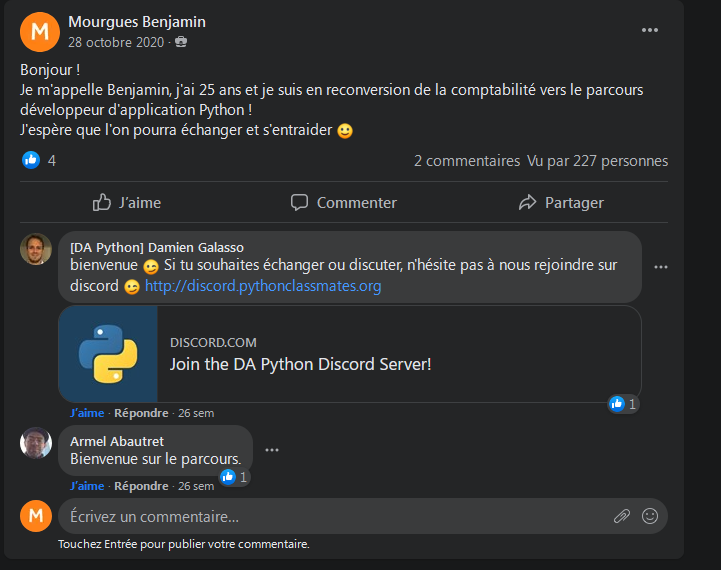 M
Mourgues Benjamin
28 octobre 2020 ·
Bonjour !
Je m'appelle Benjamin, j'ai 25 ans et je suis en reconversion de la comptabilité vers le parcours
développeur d'application Python !
J'espère que l'on pourra échanger et s'entraider 😀
4
2 commentaires Vu par 227 personnes
J'aime
Commenter
Partager
[DA Python] Damien Galasso
bienvenue 😉 Si tu souhaites échanger ou discuter, n'hésite pas à nous rejoindre sur
discord 😉 http://discord.pythonclassmates.org
DISCORD.COM
Join the DA Python Discord Server!
1
J'aime · Répondre · 26 sem
Armel Abautret
Bienvenue sur le parcours.
1
J'aime · Répondre · 26 sem
M
Écrivez un commentaire...
Touchez Entrée pour publier votre commentaire.